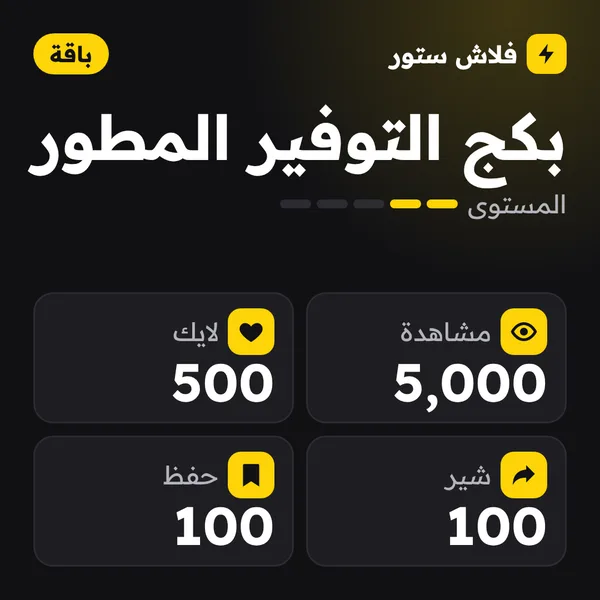 فلاش ستور
باقة
بكج التوفير المطور
المستوى
مشاهدة
5,000
لايك
500
شير
100
حفظ
100